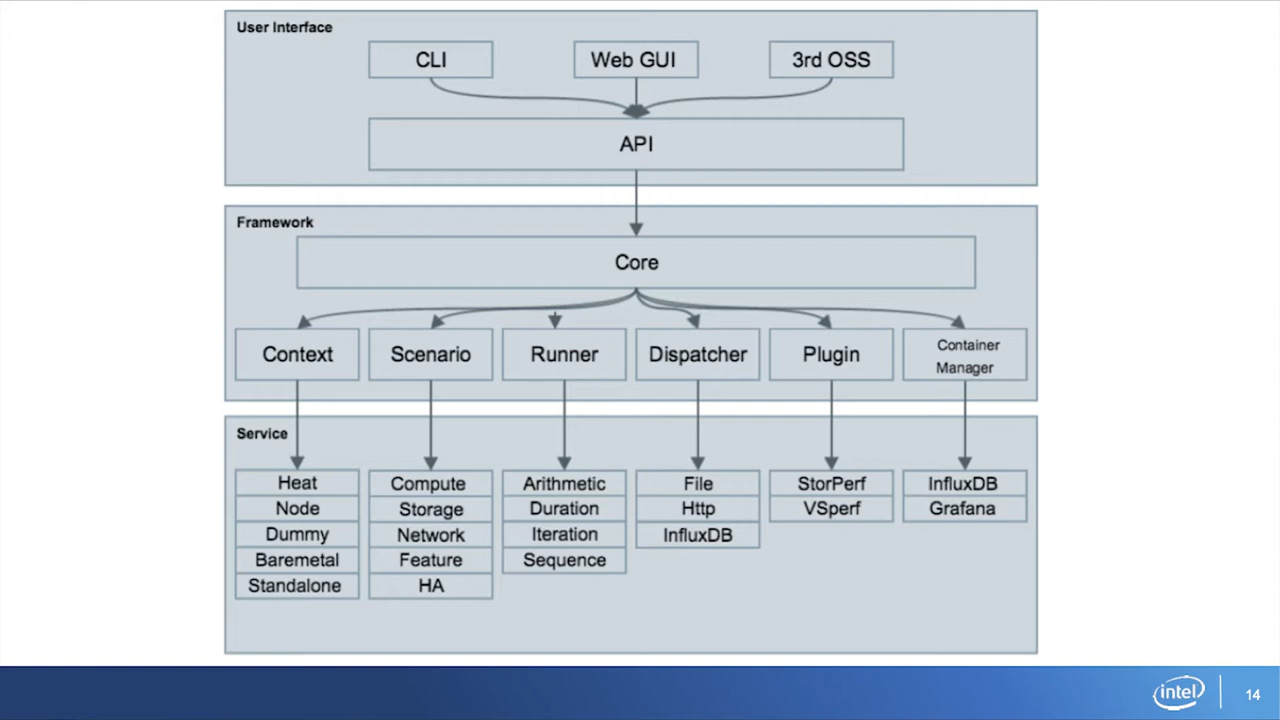 User Interface
CLI
Web GUI
3rd OSS
API
Framework
Core
Context
Scenario
Runner
Dispatcher
Plugin
Container
Manager
Service
Heat
Node
Dummy
Baremetal
Standalone
Compute
Storage
Network
Feature
HA
Arithmetic
Duration
Iteration
Sequence
File
Http
InfluxDB
StorPerf
VSperf
InfluxDB
Grafana
intel
14